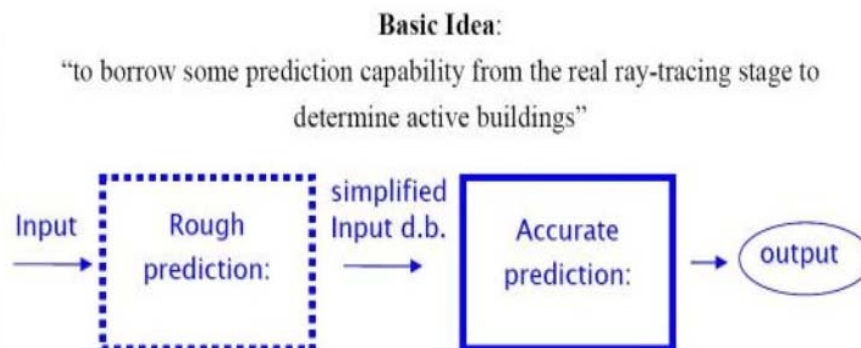 Basic Idea:
“to borrow some prediction capability from the real ray-tracing stage to
determine active buildings”
Input
Rough
prediction:
simplified
Input d.b.
Accurate
prediction:
output